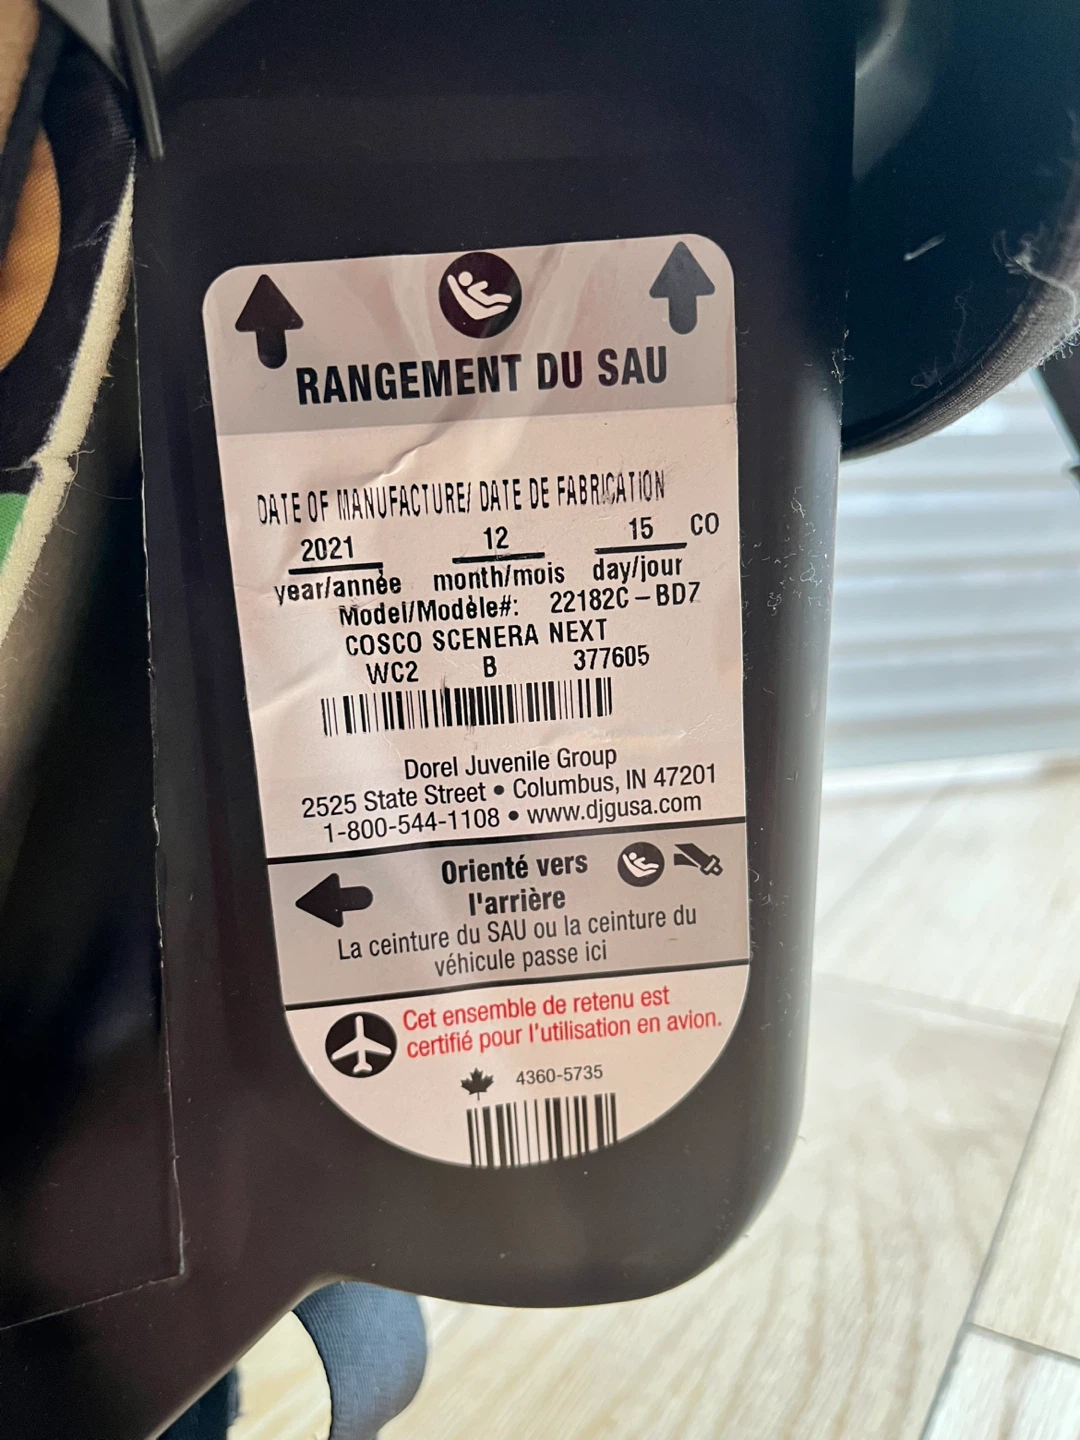 RANGEMENT DU SAU
DATE OF MANUFACTURE/ DATE DE FABRICATION
2021 12 15 CO
year/année month/mois day/jour
Model/Modèle#: 22182C-BD7
COSCO SCENERA NEXT
WC2 B 377605
Dorel Juvenile Group
2525 State Street • Columbus, IN 47201
1-800-544-1108 • www.djgusa.com
Orienté vers
l'arrière
La ceinture du SAU ou la ceinture du
véhicule passe ici
Cet ensemble de retenu est
certifié pour l'utilisation en avion.
4360-5735